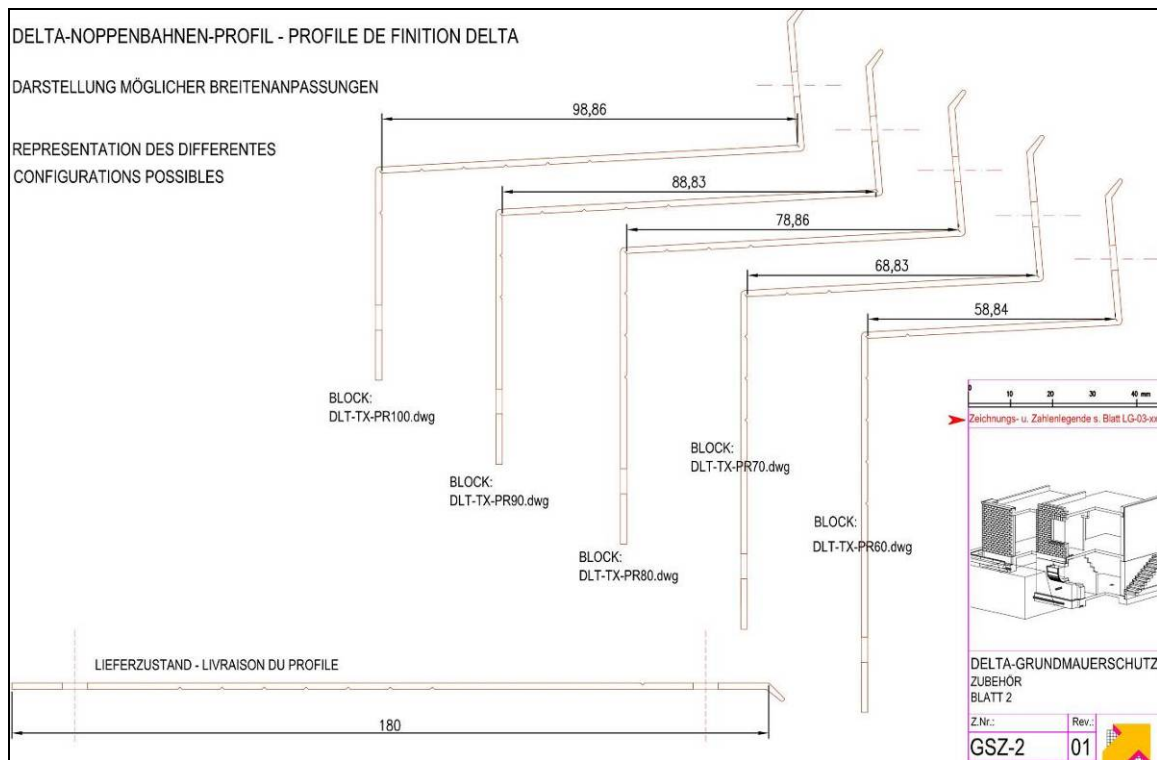 DELTA-NOPPENBAHNEN-PROFIL - PROFILE DE FINITION DELTA
DARSTELLUNG MÖGLICHER BREITENANPASSUNGEN
REPRESENTATION DES DIFFERENTES
CONFIGURATIONS POSSIBLES
98,86
88,83
78,86
68,83
58,84
BLOCK:
DLT-TX-PR100.dwg
BLOCK:
DLT-TX-PR90.dwg
BLOCK:
DLT-TX-PR80.dwg
BLOCK:
DLT-TX-PR70.dwg
BLOCK:
DLT-TX-PR60.dwg
LIEFERZUSTAND - LIVRAISON DU PROFILE
180
0 10 20 30 40 mm
Zeichnungs- u. Zahlenlegende s. Blatt LG-03-xx
DELTA-GRUNDMAUERSCHUTZ
ZUBEHÖR
BLATT 2
Z.Nr.: Rev.:
GSZ-2 01